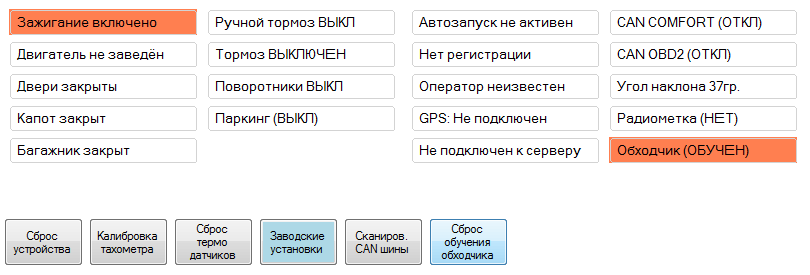 Зажигание включено
Двигатель не заведён
Двери закрыты
Капот закрыт
Багажник закрыт
Ручной тормоз ВЫКЛ
Тормоз ВЫКЛЮЧЕН
Поворотники ВЫКЛ
Паркинг (ВЫКЛ)
Автозапуск не активен
Нет регистрации
Оператор неизвестен
GPS: Не подключен
Не подключен к серверу
CAN COMFORT (ОТКЛ)
CAN OBD2 (ОТКЛ)
Угол наклона 37гр.
Радиометка (НЕТ)
Обходчик (ОБУЧЕН)
Сброс
устройства
Калибровка
тахометра
Сброс
термо
датчиков
Заводские
установки
Сканиров.
CAN шины
Сброс
обучения
обходчика